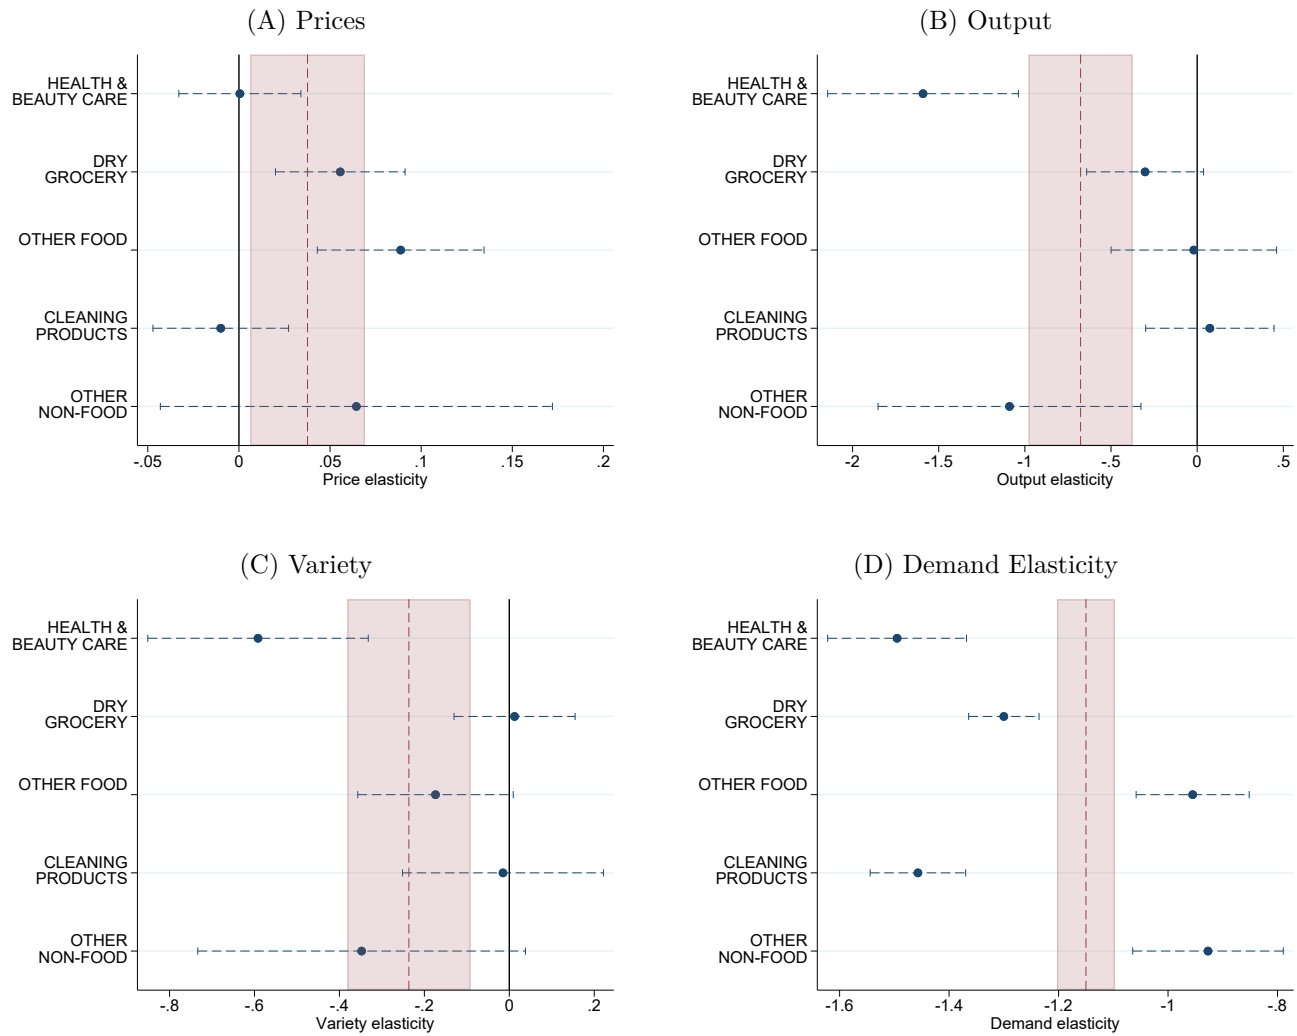 (A) Prices
HEALTH &
BEAUTY CARE
DRY
GROCERY
OTHER FOOD
CLEANING
PRODUCTS
OTHER
NON-FOOD
-.05 0 .05 .1 .15 .2
Price elasticity
(B) Output
HEALTH &
BEAUTY CARE
DRY
GROCERY
OTHER FOOD
CLEANING
PRODUCTS
OTHER
NON-FOOD
-2 -1.5 -1 -.5 0 .5
Output elasticity
(C) Variety
HEALTH &
BEAUTY CARE
DRY
GROCERY
OTHER FOOD
CLEANING
PRODUCTS
OTHER
NON-FOOD
-.8 -.6 -.4 -.2 0 .2
Variety elasticity
(D) Demand Elasticity
HEALTH &
BEAUTY CARE
DRY
GROCERY
OTHER FOOD
CLEANING
PRODUCTS
OTHER
NON-FOOD
-1.6 -1.4 -1.2 -1 -.8
Demand elasticity